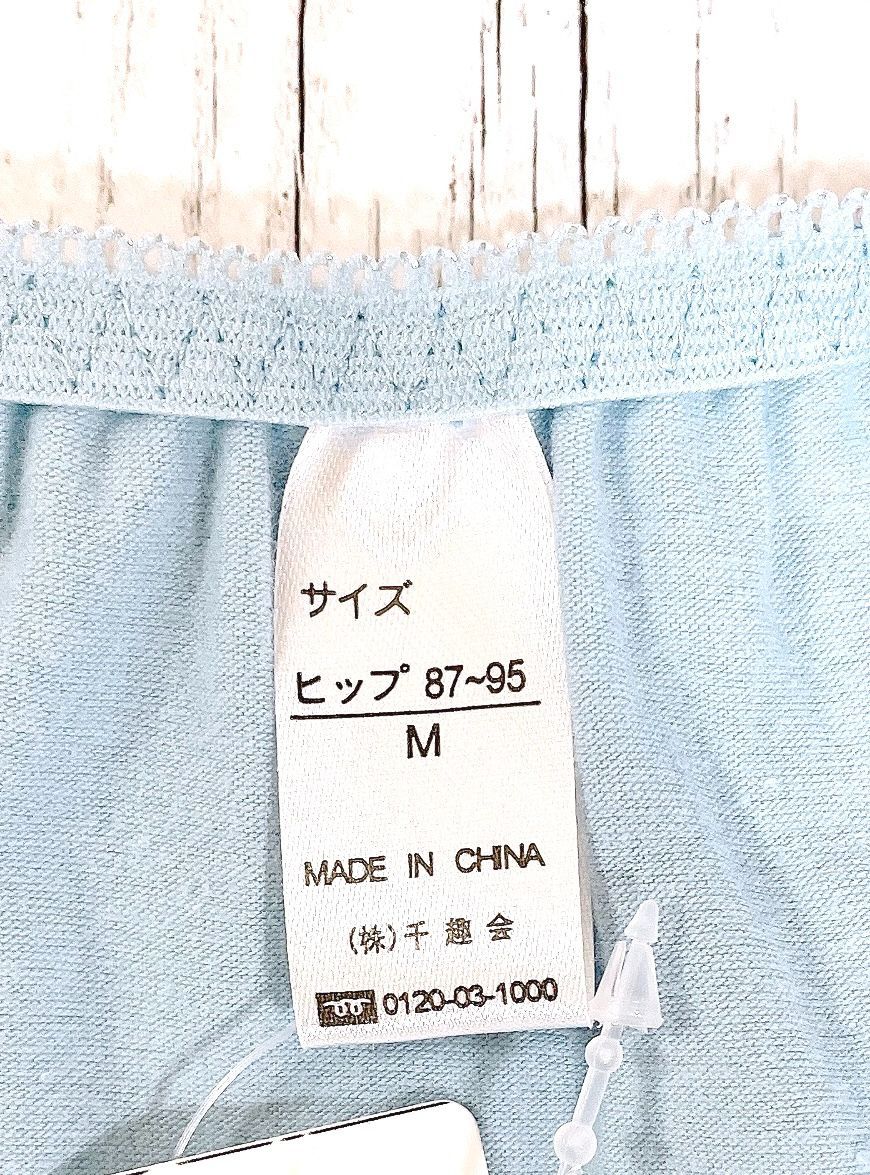 サイズ
ヒップ 87~95
M
MADE IN CHINA
(株)千趣会
0120-03-1000